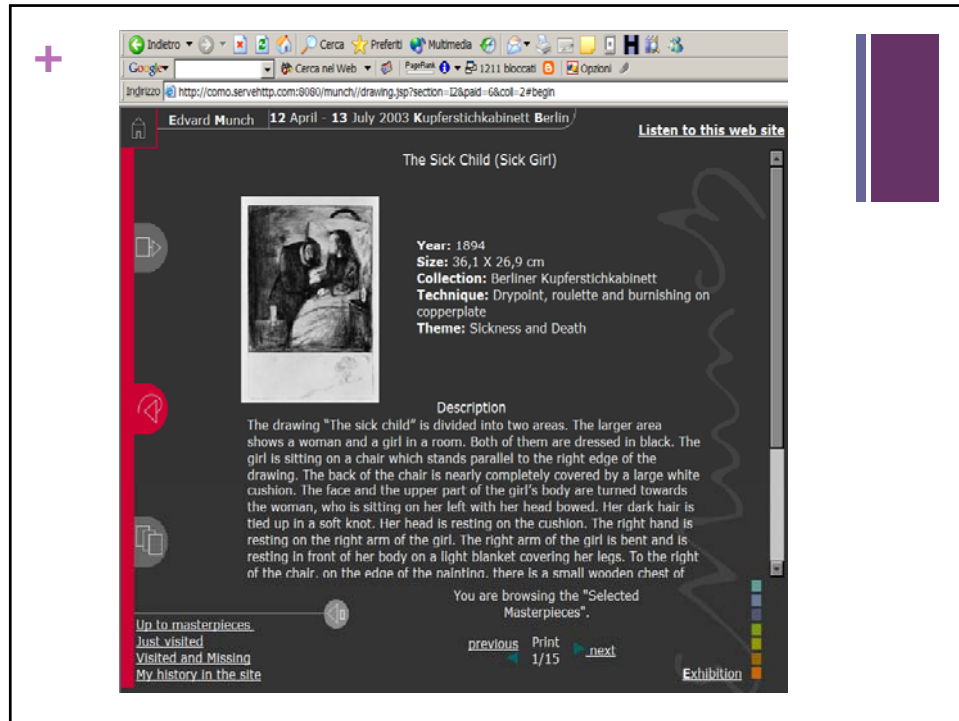 +
Indietro Cerca Preferiti Multimedia
Google Cerca nel Web PageRank 1211 bloccati Opzioni
Indirizzo http://como.servehttp.com:8080/munch//drawing.jsp?section=I2&paid=6&coll=2#begin
Edvard Munch 12 April - 13 July 2003 Kupferstichkabinett Berlin
Listen to this web site
The Sick Child (Sick Girl)
Year: 1894
Size: 36,1 X 26,9 cm
Collection: Berliner Kupferstichkabinett
Technique: Drypoint, roulette and burnishing on
copperplate
Theme: Sickness and Death
Description
The drawing "The sick child" is divided into two areas. The larger area
shows a woman and a girl in a room. Both of them are dressed in black. The
girl is sitting on a chair which stands parallel to the right edge of the
drawing. The back of the chair is nearly completely covered by a large white
cushion. The face and the upper part of the girl's body are turned towards
the woman, who is sitting on her left with her head bowed. Her dark hair is
tied up in a soft knot. Her head is resting on the cushion. The right hand is
resting on the right arm of the girl. The right arm of the girl is bent and is
resting in front of her body on a light blanket covering her legs. To the right
of the chair, on the edge of the painting, there is a small wooden chest of
You are browsing the "Selected
Masterpieces".
previous Print next
1/15
Up to masterpieces
Just visited
Visited and Missing
My history in the site
Exhibition